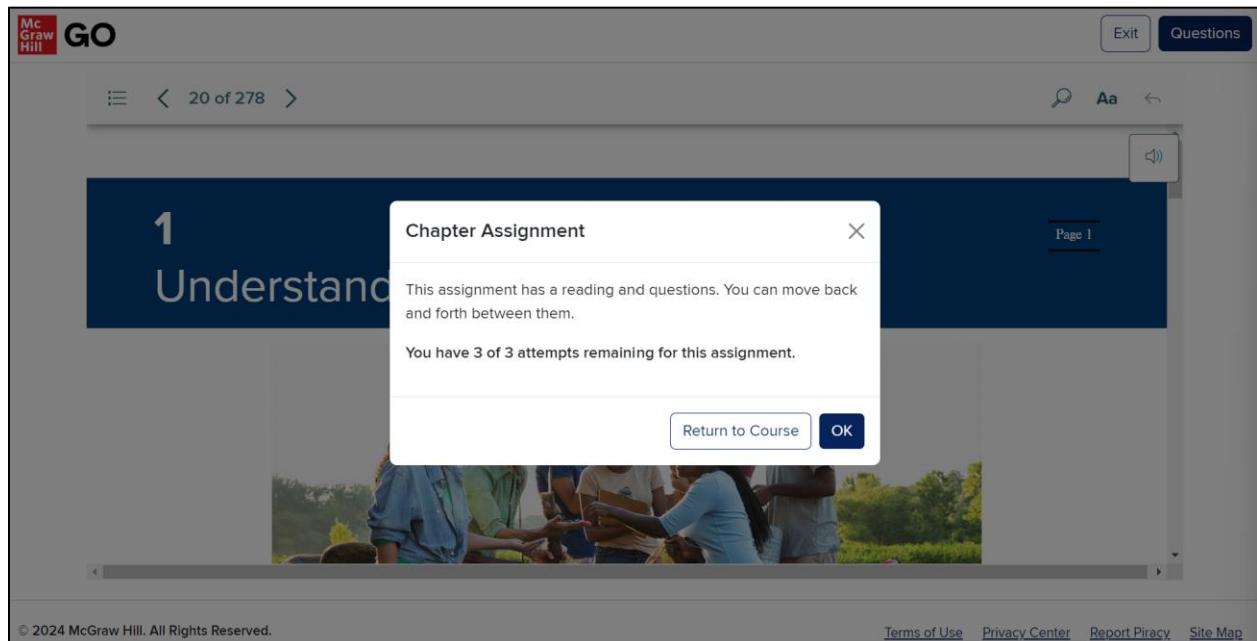 Mc
Graw
Hill
GO
Exit
Questions
20 of 278
Aa
1
Understand
Page 1
Chapter Assignment
This assignment has a reading and questions. You can move back
and forth between them.
You have 3 of 3 attempts remaining for this assignment.
Return to Course
OK
© 2024 McGraw Hill. All Rights Reserved.
Terms of Use Privacy Center Report Piracy Site Map